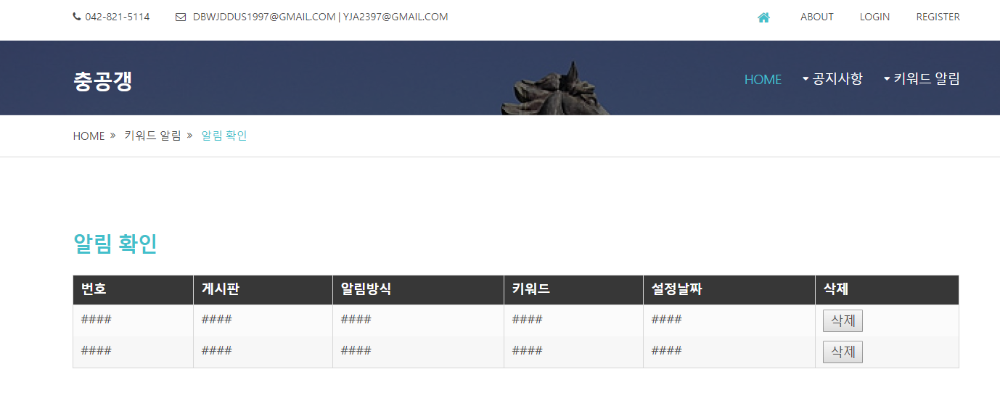 042-821-5114 DBWJDDUS1997@GMAIL.COM | YJA2397@GMAIL.COM ABOUT LOGIN REGISTER
충공갱 HOME 공지사항 키워드 알림
HOME » 키워드 알림 » 알림 확인
알림 확인
번호 게시판 알림방식 키워드 설정날짜 삭제
#### #### #### #### #### 삭제
#### #### #### #### #### 삭제